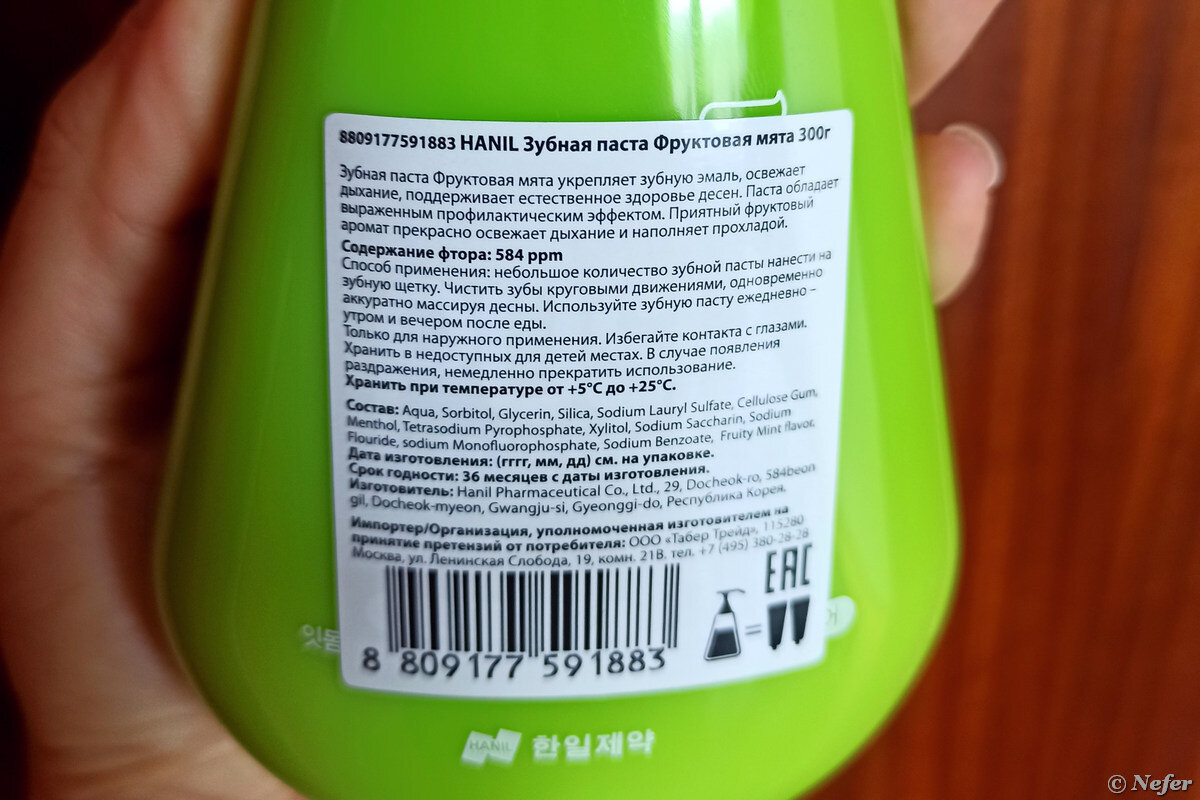 8809177591883 HANIL Зубная паста Фруктовая мята 300г
Зубная паста Фруктовая мята укрепляет зубную эмаль, освежает
дыхание, поддерживает естественное здоровье десен. Паста обладает
выраженным профилактическим эффектом. Приятный фруктовый
аромат прекрасно освежает дыхание и наполняет прохладой.
Содержание фтора: 584 ppm
Способ применения: небольшое количество зубной пасты нанести на
зубную щетку. Чистить зубы круговыми движениями, одновременно
аккуратно массируя десны. Используйте зубную пасту ежедневно –
утром и вечером после еды.
Только для наружного применения. Избегайте контакта с глазами.
Хранить в недоступных для детей местах. В случае появления
раздражения, немедленно прекратить использование.
Хранить при температуре от +5°C до +25°C.
Состав: Aqua, Sorbitol, Glycerin, Silica, Sodium Lauryl Sulfate, Cellulose Gum,
Menthol, Tetrasodium Pyrophosphate, Xylitol, Sodium Saccharin, Sodium
Flouride, sodium Monofluorophosphate, Sodium Benzoate, Fruity Mint flavor.
Дата изготовления: (гггг, мм, дд) см. на упаковке.
Срок годности: 36 месяцев с даты изготовления.
Изготовитель: Hanil Pharmaceutical Co., Ltd., 29, Docheok-ro, 584beon
gil, Docheok-myeon, Gwangju-si, Gyeonggi-do, Республика Корея.
Импортер/Организация, уполномоченная изготовителем на
принятие претензий от потребителя: ООО «Табер Трейд», 115280
Москва, ул. Ленинская Слобода, 19, комн. 21В. тел. +7 (495) 380-28-28
EAC
=
8 809177 591883
HANIL 한일제약
© Nefer